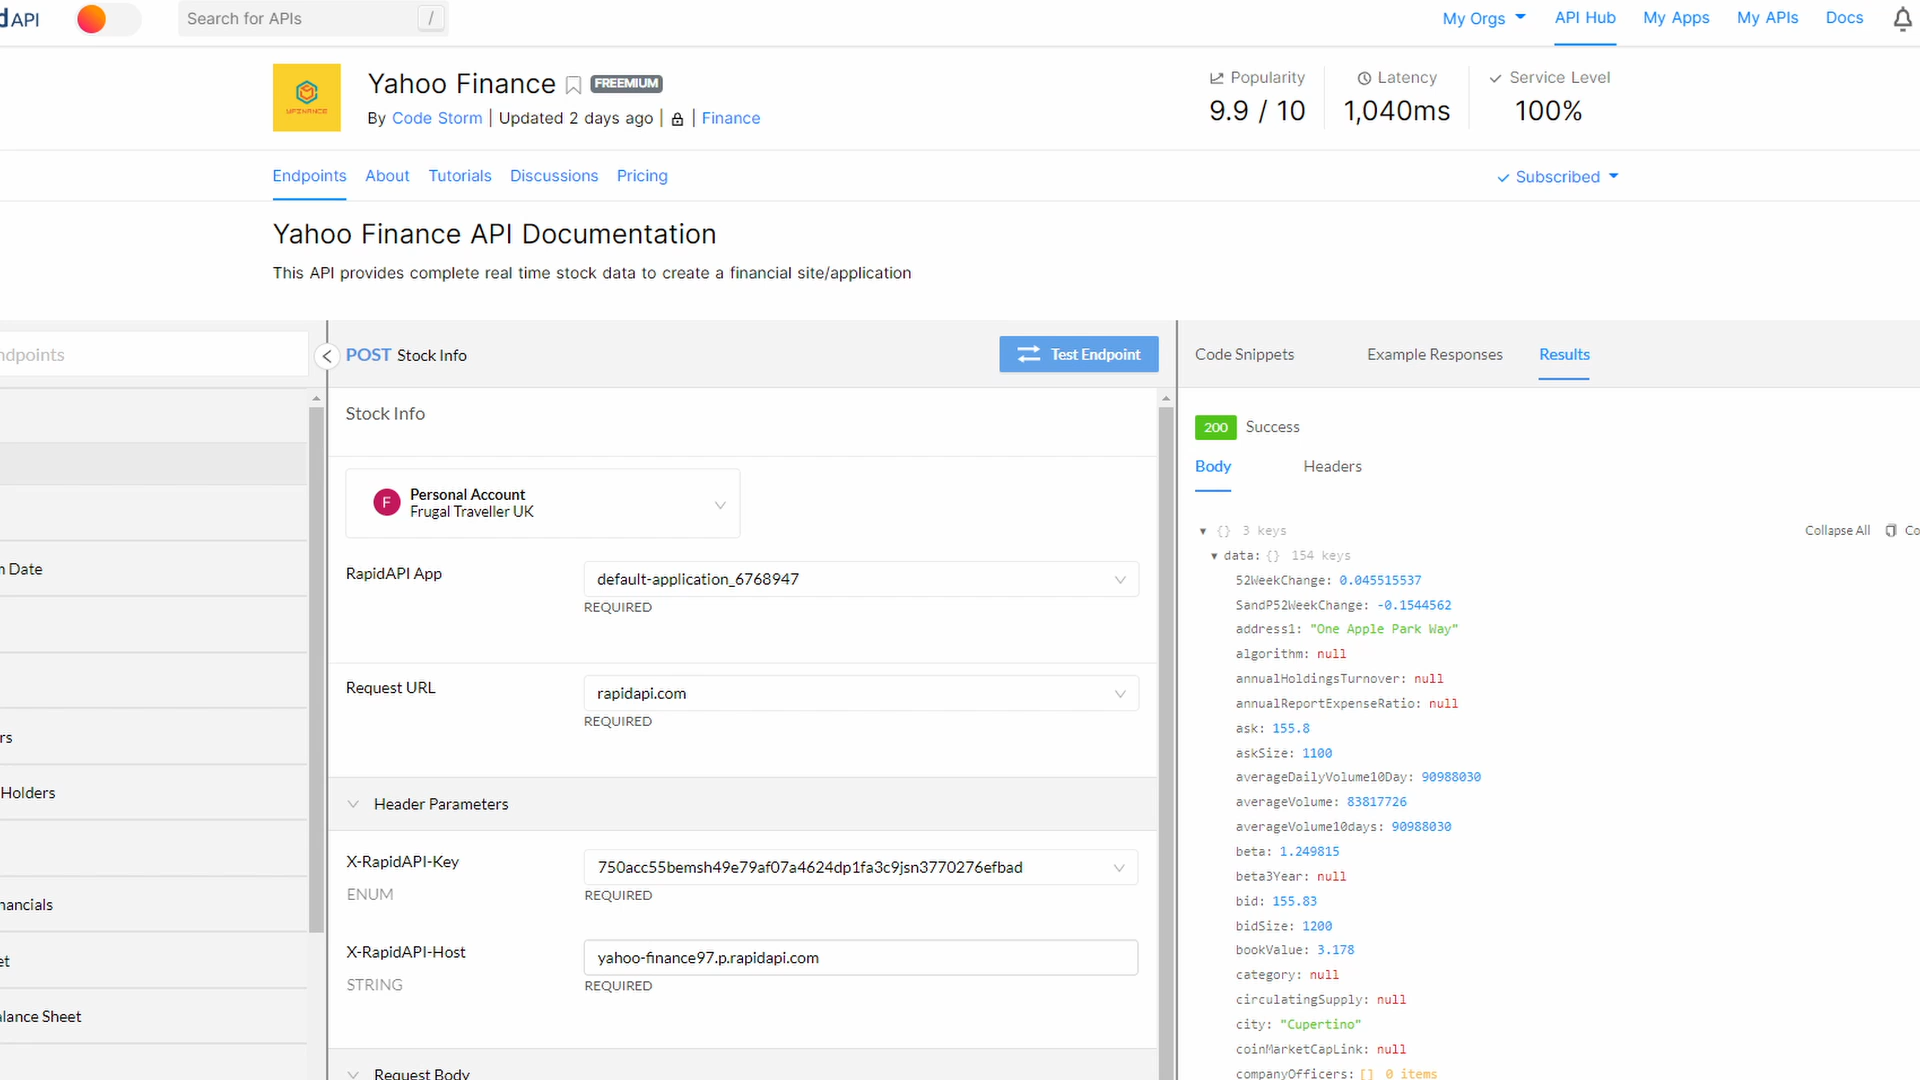 dAPI
Search for APIs
/
My Orgs
API Hub
My Apps
My APIs
Docs
YFINANCE
Yahoo Finance
FREEMIUM
By Code Storm | Updated 2 days ago | | Finance
Popularity
9.9 / 10
Latency
1,040ms
Service Level
100%
Endpoints
About
Tutorials
Discussions
Pricing
Subscribed
Yahoo Finance API Documentation
This API provides complete real time stock data to create a financial site/application
ndpoints
m Date
rs
Holders
nancials
et
alance Sheet
POST Stock Info
Test Endpoint
Stock Info
F
Personal Account
Frugal Traveller UK
RapidAPI App
default-application_6768947
REQUIRED
Request URL
rapidapi.com
REQUIRED
Header Parameters
X-RapidAPI-Key
ENUM
750acc55bemsh49e79af07a4624dp1fa3c9jsn3770276efbad
REQUIRED
X-RapidAPI-Host
STRING
yahoo-finance97.p.rapidapi.com
REQUIRED
Request Body
Code Snippets
Example Responses
Results
200 Success
Body
Headers
{} 3 keys
Collapse All
Co
data: {} 154 keys
52WeekChange: 0.045515537
SandP52WeekChange: -0.1544562
address1: "One Apple Park Way"
algorithm: null
annualHoldingsTurnover: null
annualReportExpenseRatio: null
ask: 155.8
askSize: 1100
averageDailyVolume10Day: 90988030
averageVolume: 83817726
averageVolume10days: 90988030
beta: 1.249815
beta3Year: null
bid: 155.83
bidSize: 1200
bookValue: 3.178
category: null
circulatingSupply: null
city: "Cupertino"
coinMarketCapLink: null
companyOfficers: [] 0 items